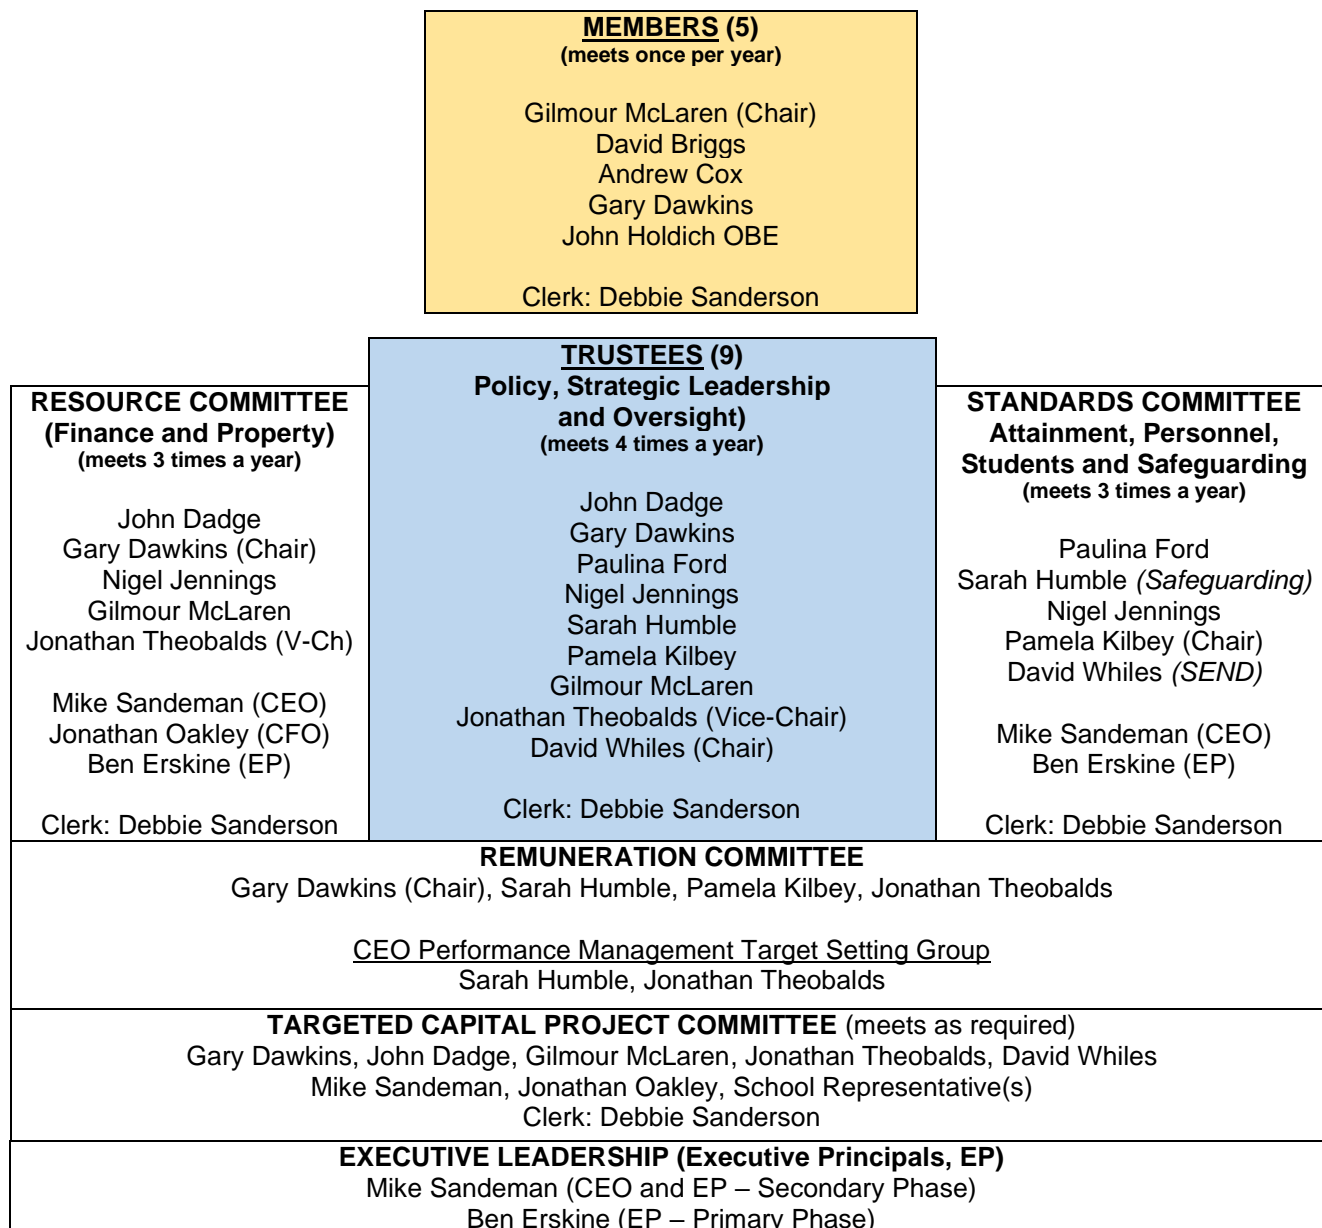 MEMBERS (5)
(meets once per year)
Gilmour McLaren (Chair)
David Briggs
Andrew Cox
Gary Dawkins
John Holdich OBE
Clerk: Debbie Sanderson
RESOURCE COMMITTEE
(Finance and Property)
(meets 3 times a year)
John Dadge
Gary Dawkins (Chair)
Nigel Jennings
Gilmour McLaren
Jonathan Theobalds (V-Ch)
Mike Sandeman (CEO)
Jonathan Oakley (CFO)
Ben Erskine (EP)
Clerk: Debbie Sanderson
TRUSTEES (9)
Policy, Strategic Leadership
and Oversight)
(meets 4 times a year)
John Dadge
Gary Dawkins
Paulina Ford
Nigel Jennings
Sarah Humble
Pamela Kilbey
Gilmour McLaren
Jonathan Theobalds (Vice-Chair)
David Whiles (Chair)
Clerk: Debbie Sanderson
STANDARDS COMMITTEE
Attainment, Personnel,
Students and Safeguarding
(meets 3 times a year)
Paulina Ford
Sarah Humble (Safeguarding)
Nigel Jennings
Pamela Kilbey (Chair)
David Whiles (SEND)
Mike Sandeman (CEO)
Ben Erskine (EP)
Clerk: Debbie Sanderson
REMUNERATION COMMITTEE
Gary Dawkins (Chair), Sarah Humble, Pamela Kilbey, Jonathan Theobalds
CEO Performance Management Target Setting Group
Sarah Humble, Jonathan Theobalds
TARGETED CAPITAL PROJECT COMMITTEE (meets as required)
Gary Dawkins, John Dadge, Gilmour McLaren, Jonathan Theobalds, David Whiles
Mike Sandeman, Jonathan Oakley, School Representative(s)
Clerk: Debbie Sanderson
EXECUTIVE LEADERSHIP (Executive Principals, EP)
Mike Sandeman (CEO and EP – Secondary Phase)
Ben Erskine (EP – Primary Phase)